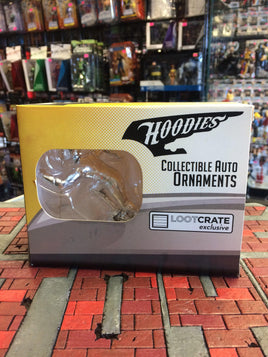 HOODIES
COLLECTIBLE AUTO
ORNAMENTS
LOOTCRATE
exclusive